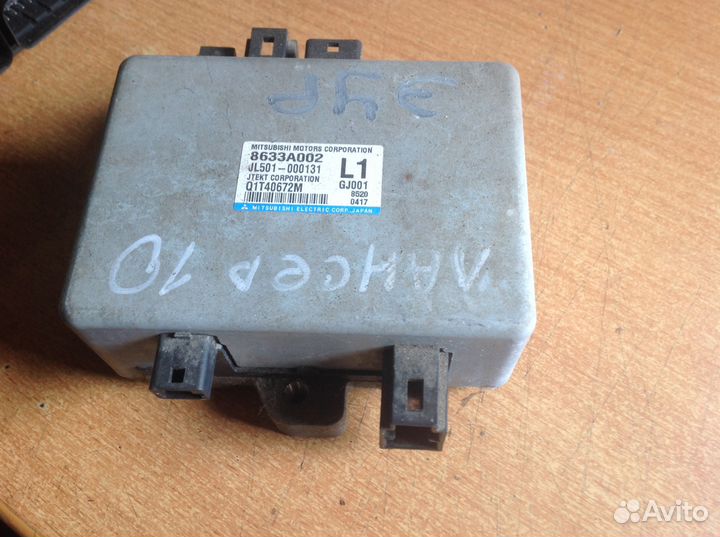 ЭУР
MITSUBISHI MOTORS CORPORATION
8633A002
JL501-000131
L1
JTEKT CORPORATION
GJ001
Q1T40672M
8520
0417
MITSUBISHI ELECTRIC CORP. JAPAN
ЛАНСЕР 10
Avito